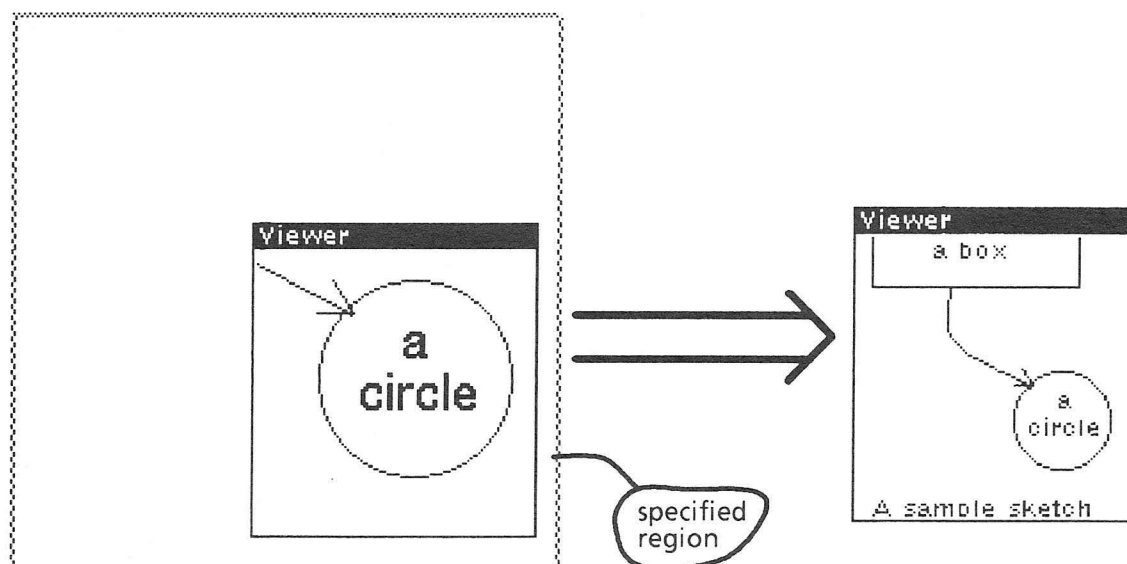 Viewer
a
circle
specified
region
Viewer
a box
a
circle
A sample sketch